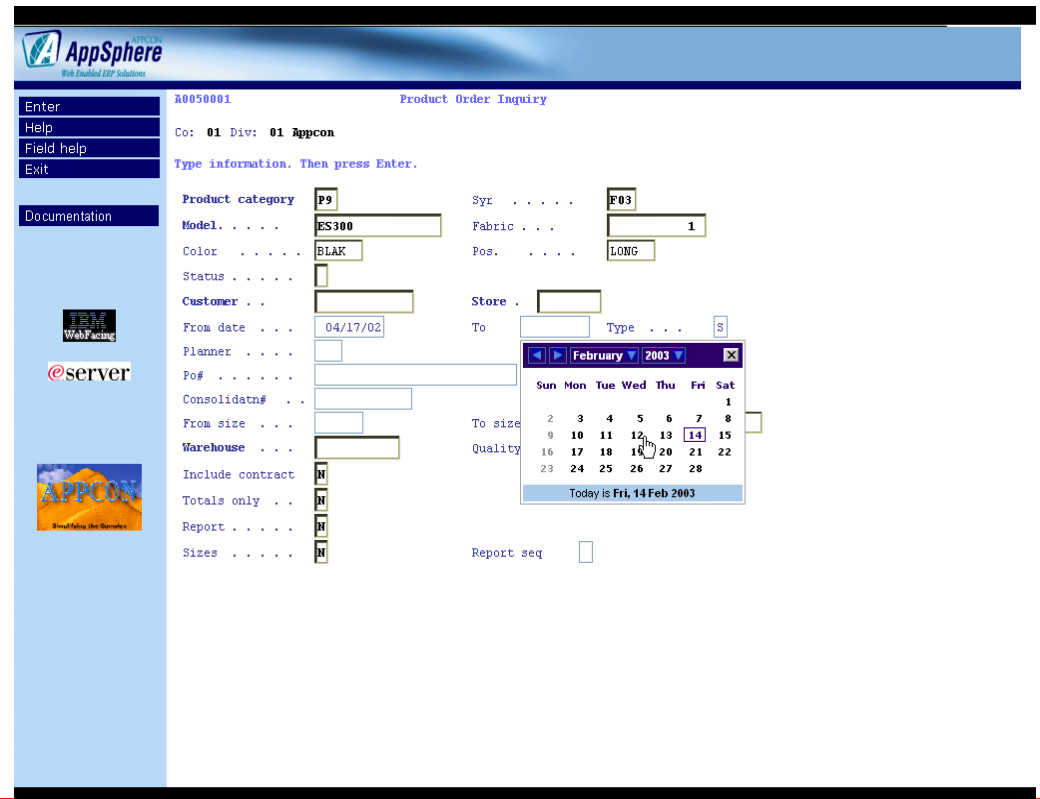 APPCON
AppSphere
Web Enabled ERP Solutions
A0050001 Product Order Inquiry
Enter
Help
Field help
Exit
Documentation
Co: 01 Div: 01 Appcon
Type information. Then press Enter.
Product category P9 Syr . . . . . F03
Model. . . . . ES300 Fabric . . . 1
Color . . . . . BLAK Pos. . . . . LONG
Status . . . . .
Customer . . Store .
From date . . . 04/17/02 To Type . . . S
Planner . . . .
Po# . . . . . .
Consolidatn# . .
From size . . . To size
Warehouse . . . Quality
Include contract N
Totals only . . N
Report . . . . . N
Sizes . . . . . N Report seq
February 2003
Sun Mon Tue Wed Thu Fri Sat
1
2 3 4 5 6 7 8
9 10 11 12 13 14 15
16 17 18 19 20 21 22
23 24 25 26 27 28
Today is Fri, 14 Feb 2003
IBM
WebFacing
e server
APPCON
Simplifying the Complex